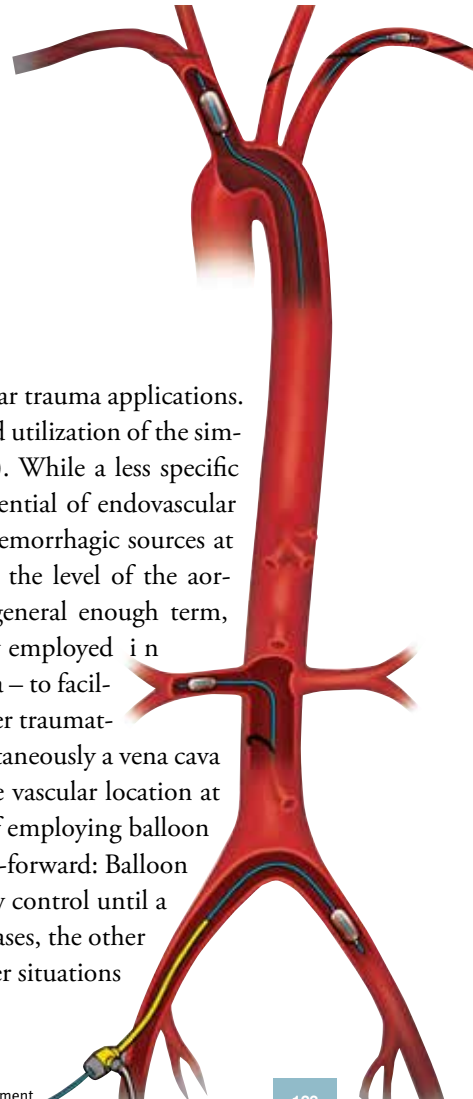 ar trauma applications.
d utilization of the sim-
). While a less specific
ential of endovascular
emorrhagic sources at
the level of the aor-
general enough term,
employed i n
– to facil-
er traumat-
taneously a vena cava
e vascular location at
f employing balloon
-forward: Balloon
y control until a
ases, the other
er situations
ment